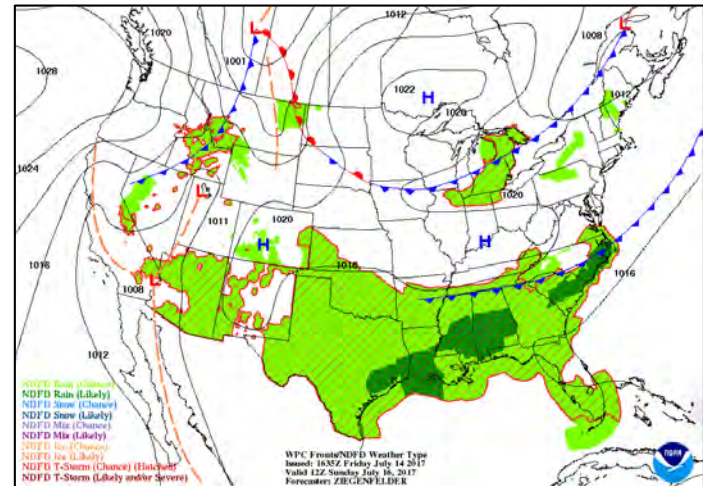 1012
L
1008
L
1020
1001
1028
1022
H
1020
1012
1024
L
1020
1011
1020
H
H
1016
1016
1016
L
1008
1012
NDFD Rain (Chance)
NDFD Rain (Likely)
NDFD Snow (Chance)
NDFD Snow (Likely)
NDFD Mix (Chance)
NDFD Mix (Likely)
NDFD Ice (Chance)
NDFD Ice (Likely)
NDFD T-Storm (Chance) (Hatched)
NDFD T-Storm (Likely and/or Severe)
WPC Fronts/NDFD Weather Type
Issued: 1635Z Friday July 14 2017
Valid 12Z Sunday July 16, 2017
Forecaster: ZIEGENFELDER
NOAA